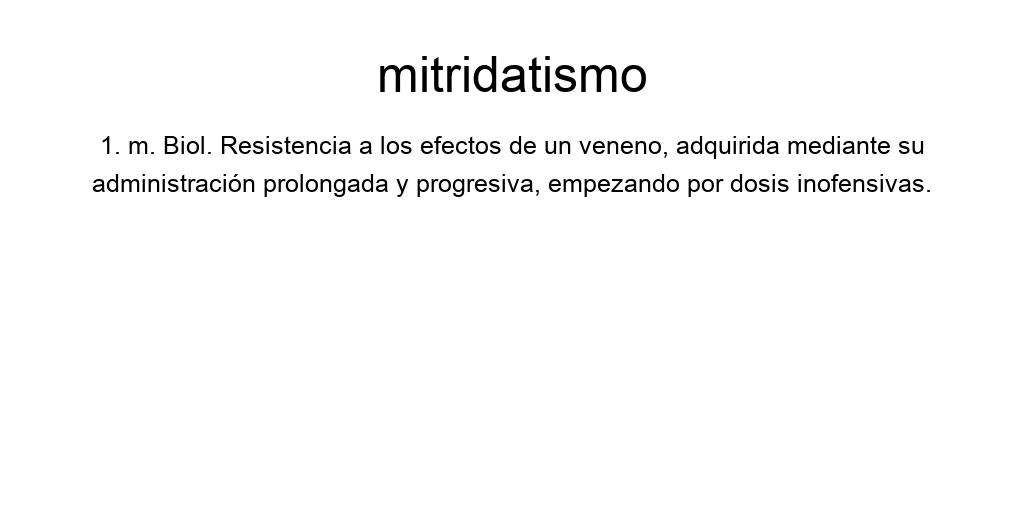 mitridatismo
1. m. Biol. Resistencia a los efectos de un veneno, adquirida mediante su
administración prolongada y progresiva, empezando por dosis inofensivas.